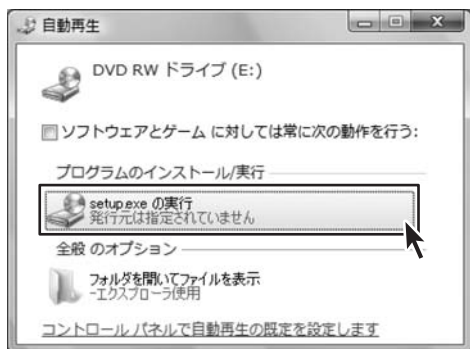 自動再生
DVD RW ドライブ (E:)
ソフトウェアとゲーム に対しては常に次の動作を行う:
プログラムのインストール/実行
setup.exe の実行
発行元は指定されていません
全般 のオプション
フォルダを開いてファイルを表示
-エクスプローラ使用
コントロール パネルで自動再生の既定を設定します